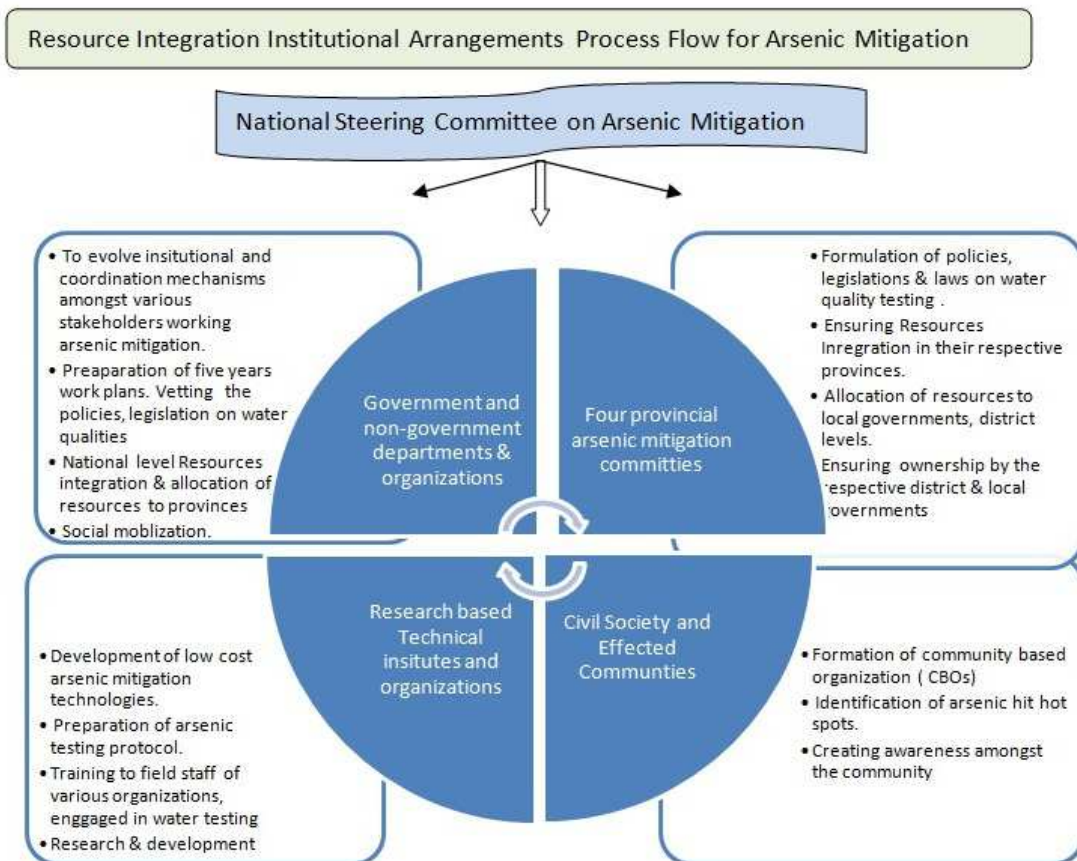 Resource Integration Institutional Arrangements Process Flow for Arsenic Mitigation
National Steering Committee on Arsenic Mitigation
• To evolve insitutional and
coordination mechanisms
amongst various
stakeholders working
arsenic mitigation.
• Preaparation of five years
work plans. Vetting the
policies, legislation on water
qualities
• National level Resources
integration & allocation of
resources to provinces
• Social moblization.
Government and
non-government
departments &
organizations
Four provincial
arsenic mitigation
committies
• Formulation of policies,
legislations & laws on water
quality testing .
• Ensuring Resources
Inregration in their respective
provinces.
• Allocation of resources to
local governments, district
levels.
Ensuring ownership by the
respective district & local
governments
• Development of low cost
arsenic mitigation
technologies.
• Preparation of arsenic
testing protocol.
• Training to field staff of
various organizations,
enggaged in water testing
• Research & development
Research based
Technical
insitutes and
organizations
Civil Society and
Effected
Communties
• Formation of community based
organization ( CBOs)
• Identification of arsenic hit hot
spots.
• Creating awareness amongst
the community